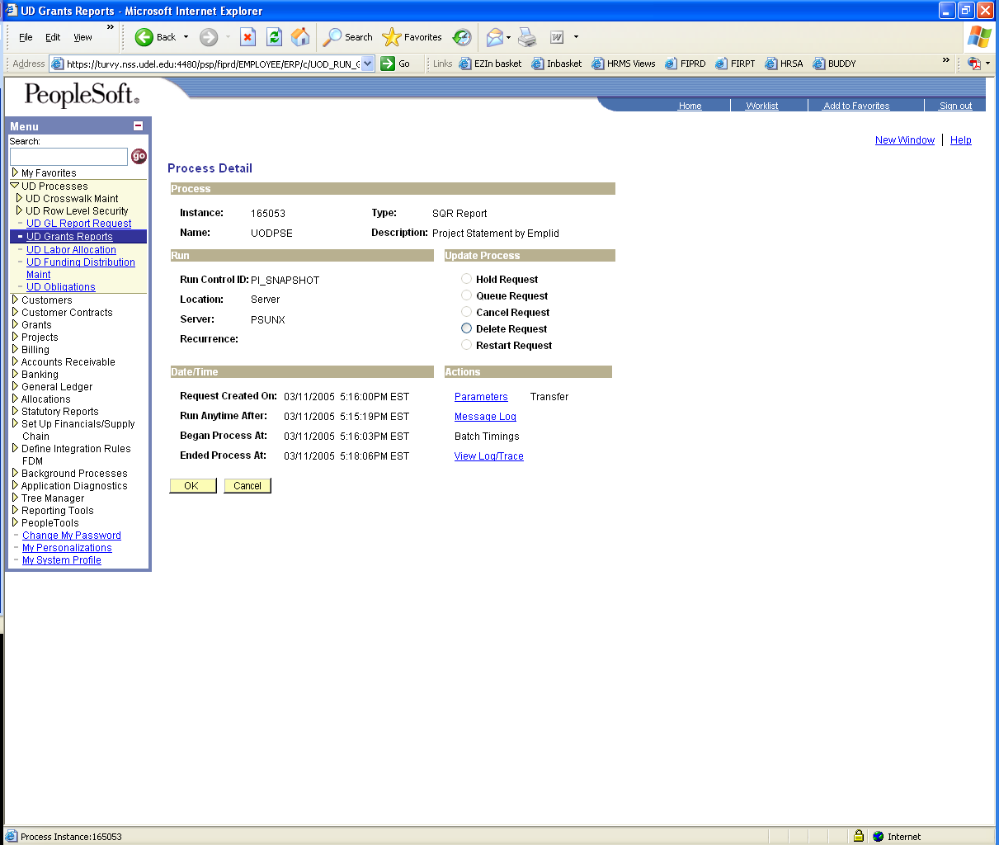 UD Grants Reports - Microsoft Internet Explorer
File Edit View » Back Search Favorites
Address https://turvy.nss.udel.edu:4480/psp/fiprd/EMPLOYEE/ERP/c/UOD_RUN_ Go Links EZIn basket Inbasket HRMS Views FIPRD FIRPT HRSA BUDDY »
PeopleSoft.
Home Worklist Add to Favorites Sign out
New Window Help
Menu
Search:
go
My Favorites
UD Processes
UD Crosswalk Maint
UD Row Level Security
UD GL Report Request
UD Grants Reports
UD Labor Allocation
UD Funding Distribution
Maint
UD Obligations
Customers
Customer Contracts
Grants
Projects
Billing
Accounts Receivable
Banking
General Ledger
Allocations
Statutory Reports
Set Up Financials/Supply
Chain
Define Integration Rules
FDM
Background Processes
Application Diagnostics
Tree Manager
Reporting Tools
PeopleTools
Change My Password
My Personalizations
My System Profile
Process Detail
Process
Instance: 165053 Type: SQR Report
Name: UODPSE Description: Project Statement by Emplid
Run
Run Control ID: PI_SNAPSHOT
Location: Server
Server: PSUNX
Recurrence:
Update Process
Hold Request
Queue Request
Cancel Request
Delete Request
Restart Request
Date/Time
Request Created On: 03/11/2005 5:16:00PM EST
Run Anytime After: 03/11/2005 5:15:19PM EST
Began Process At: 03/11/2005 5:16:03PM EST
Ended Process At: 03/11/2005 5:18:06PM EST
Actions
Parameters Transfer
Message Log
Batch Timings
View Log/Trace
OK Cancel
Process Instance:165053 Internet